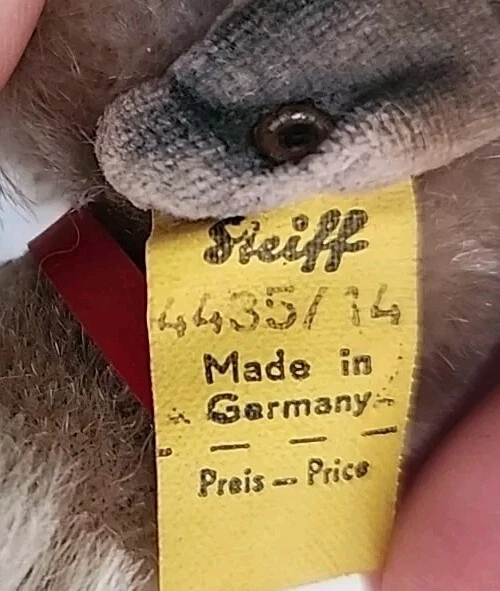 Steiff
4435/14
Made in
Germany
Preis – Price